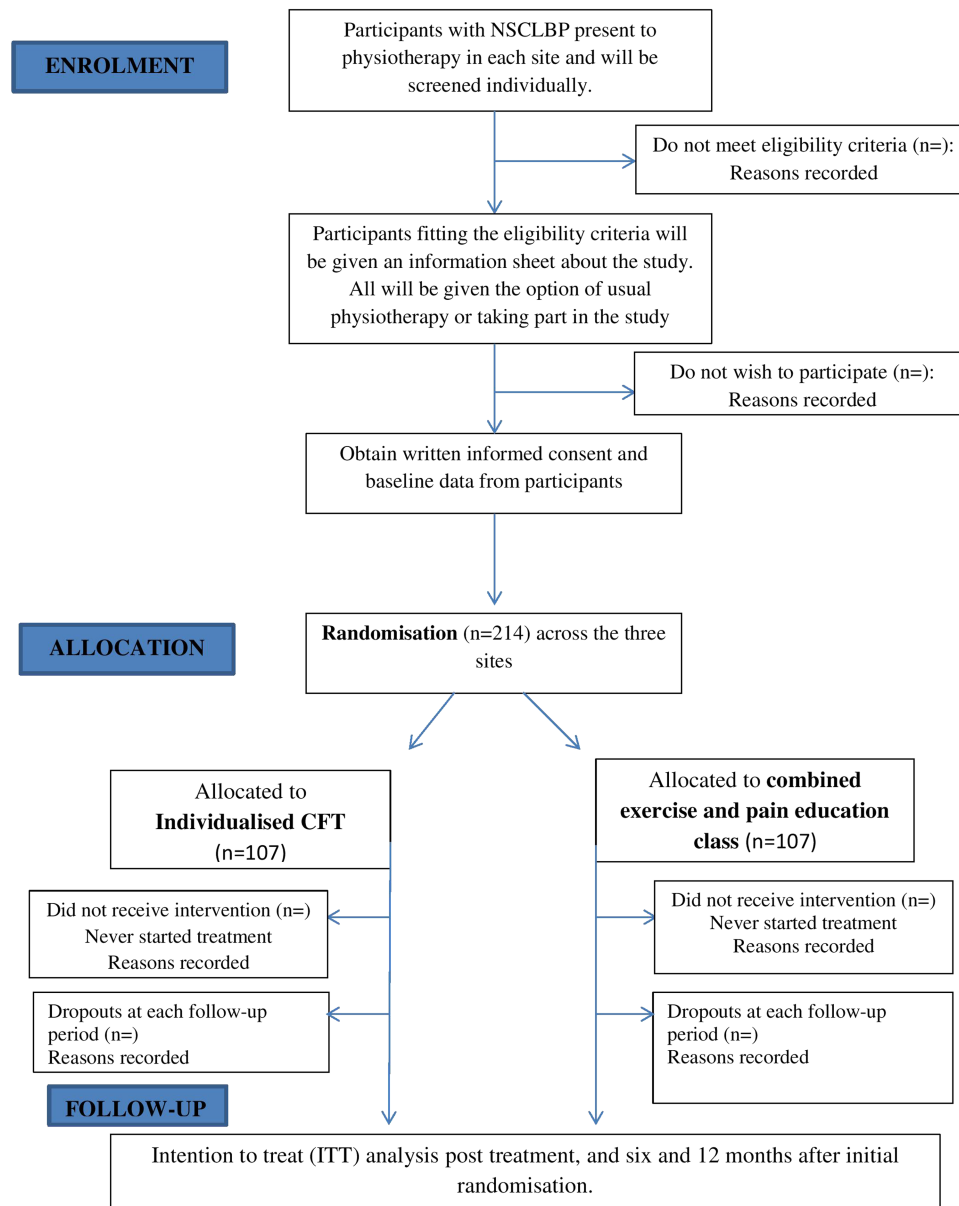 ENROLMENT
Participants with NSCLBP present to
physiotherapy in each site and will be
screened individually.
Do not meet eligibility criteria (n=):
Reasons recorded
Participants fitting the eligibility criteria will
be given an information sheet about the study.
All will be given the option of usual
physiotherapy or taking part in the study
Do not wish to participate (n=):
Reasons recorded
Obtain written informed consent and
baseline data from participants
ALLOCATION
Randomisation (n=214) across the three
sites
Allocated to
Individualised CFT
(n=107)
Allocated to combined
exercise and pain education
class (n=107)
Did not receive intervention (n=)
Never started treatment
Reasons recorded
Did not receive intervention (n=)
Never started treatment
Reasons recorded
Dropouts at each follow-up
period (n=)
Reasons recorded
Dropouts at each follow-up
period (n=)
Reasons recorded
FOLLOW-UP
Intention to treat (ITT) analysis post treatment, and six and 12 months after initial
randomisation.